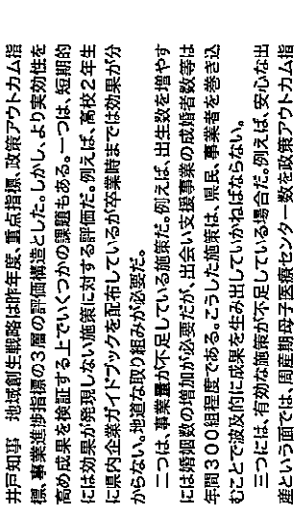 井戸知事　地域創生戦略は昨年度、重点指標、政策アウトカム指
標、事業進捗指標の3層の評価構造とした。しかし、より実効性を
高め成果を検証する上でいくつかの課題もある。一つは、短期的
には効果が発現しない施策に対する評価だ。例えば、高校2年生
に県内企業ガイドブックを配布しているが卒業時までは効果が分
からない。地道な取り組みが必要だ。
　二つは、事業量が不足している施策だ。例えば、出生数を増やす
には婚姻数の増加が必要だが、出会い支援事業の成婚者数等は
年間300組程度である。こうした施策は、県民、事業者を巻き込
むことで波及的に成果を生み出していかねばならない。
　三つには、有効な施策が不足している場合だ。例えば、安心な出
産という面では、周産期母子医療センター数を政策アウトカム指